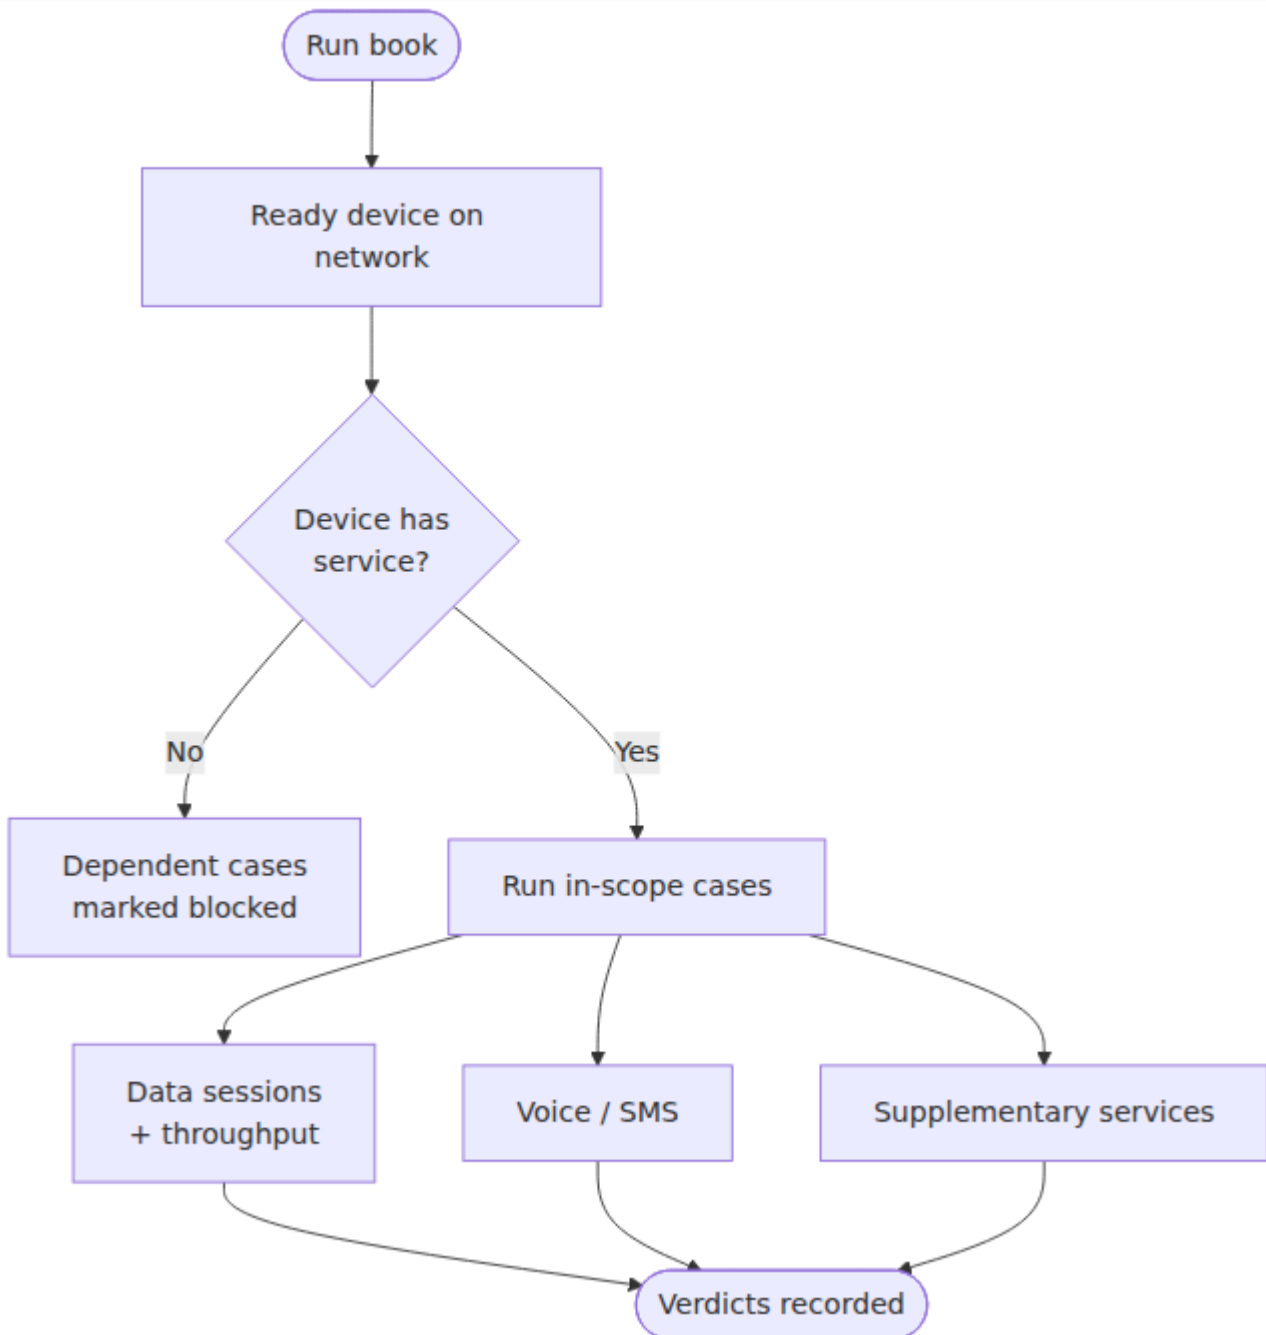 Run book
Ready device on
network
Device has
service?
No
Yes
Dependent cases
marked blocked
Run in-scope cases
Data sessions
+ throughput
Voice / SMS
Supplementary services
Verdicts recorded